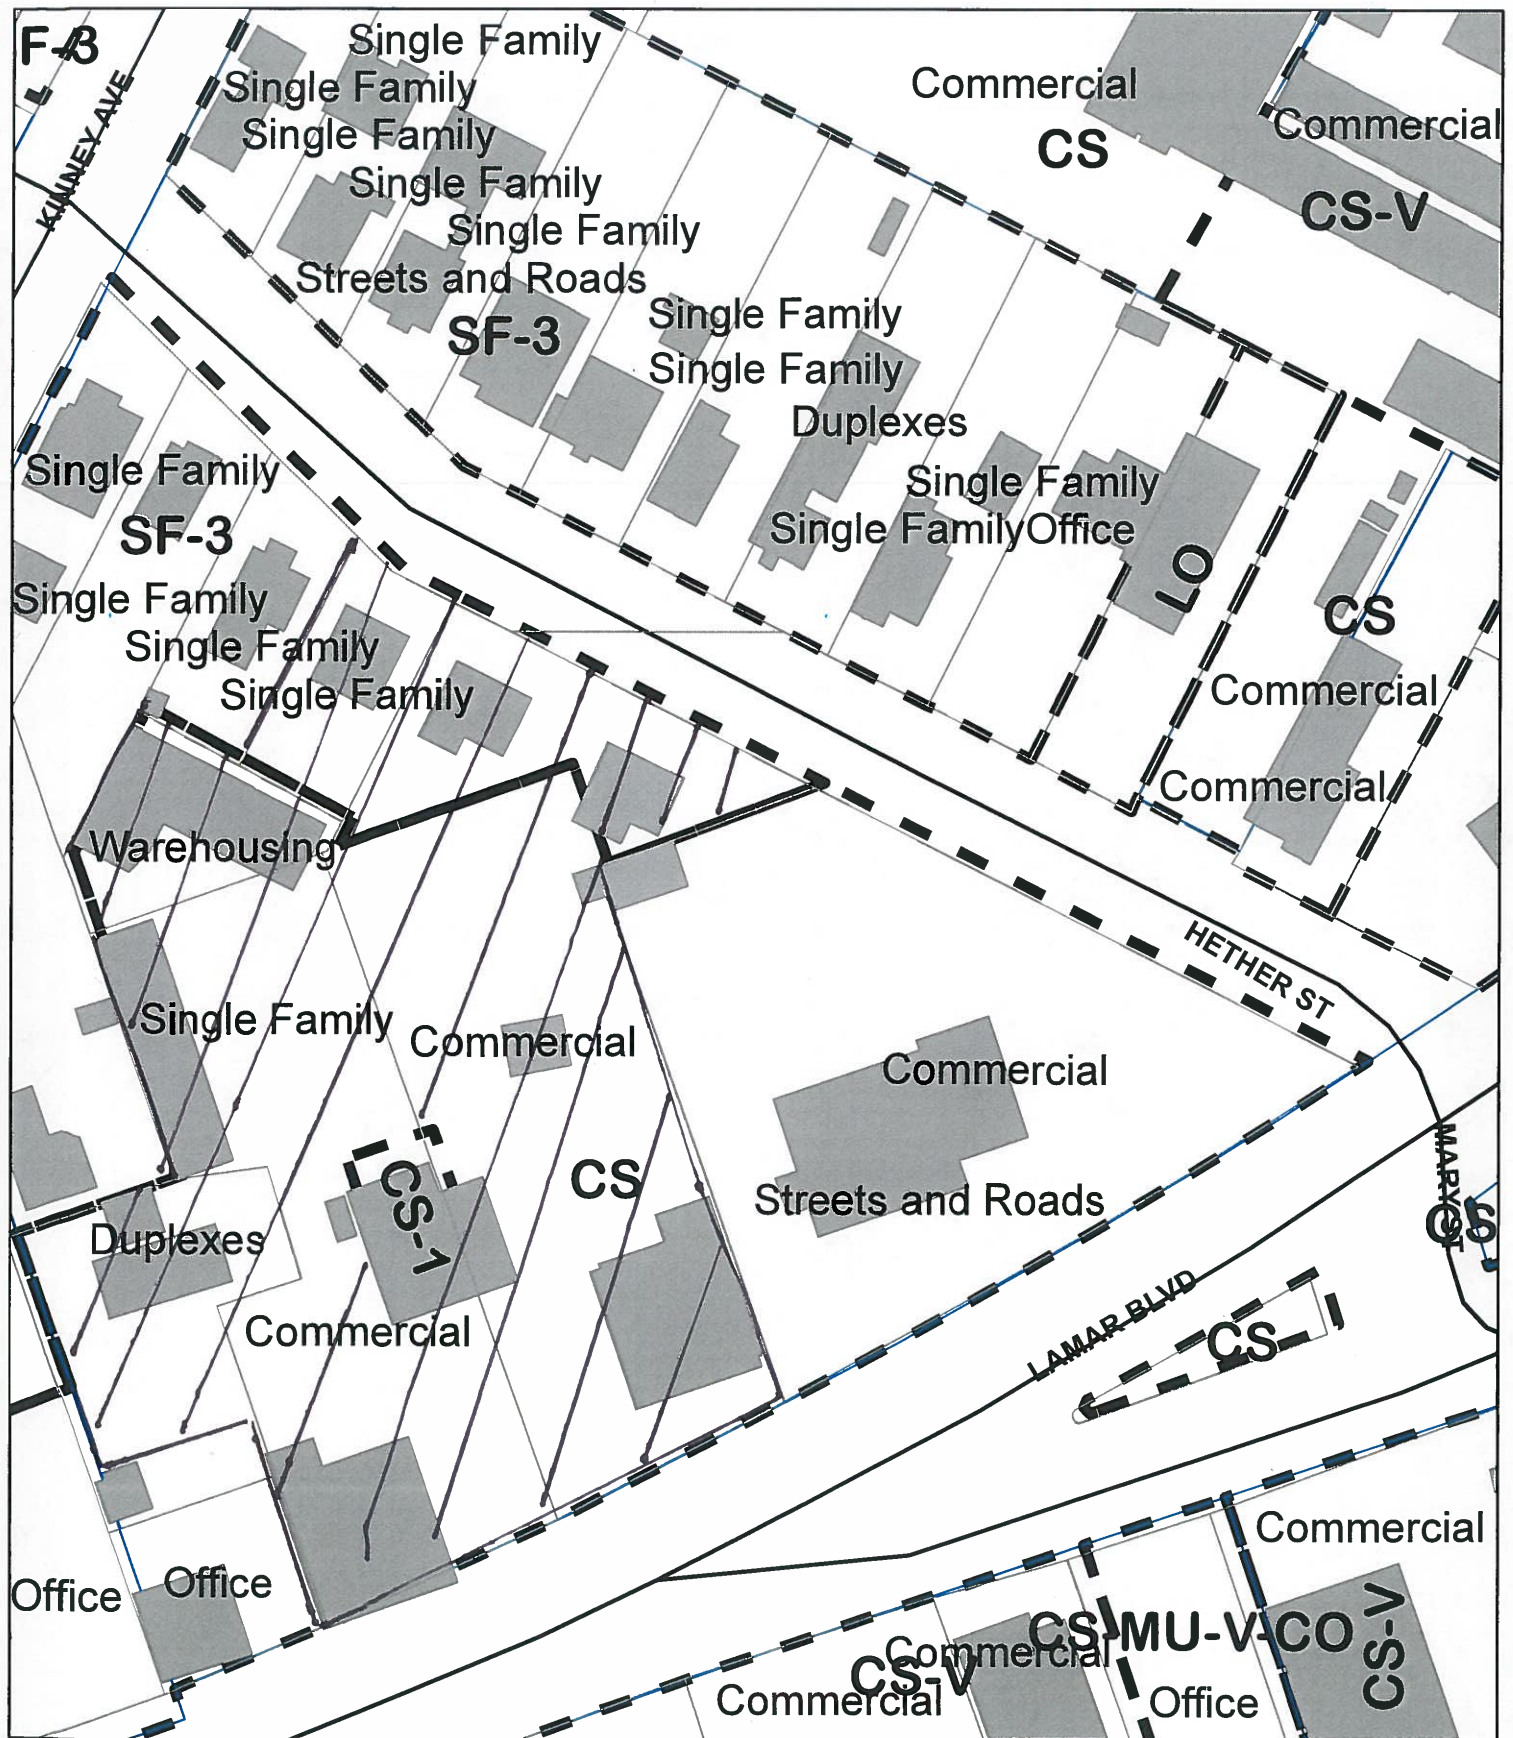 F-3
KINNEY AVE
Single Family
Single Family
Single Family
Single Family
Single Family
Streets and Roads
SF-3
Commercial
CS
Commercial
CS-V
Single Family
Single Family
Duplexes
Single Family
Single Family Office
LO
CS
Commercial
Commercial
Single Family
SF-3
Single Family
Single Family
Single Family
Warehousing
HETHER ST
Single Family
Commercial
Commercial
CS
CS-1
Streets and Roads
MARY ST
CS
Duplexes
Commercial
LAMAR BLVD
CS
Office
Office
Commercial
CS-MU-V-CO
CS-V
Commercial
CS-V
Commercial
Office